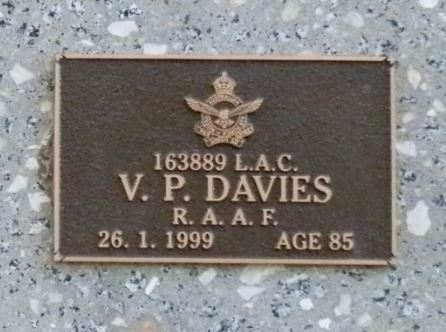 163889 L.A.C.
V. P. DAVIES
R. A. A. F.
26. 1. 1999 AGE 85